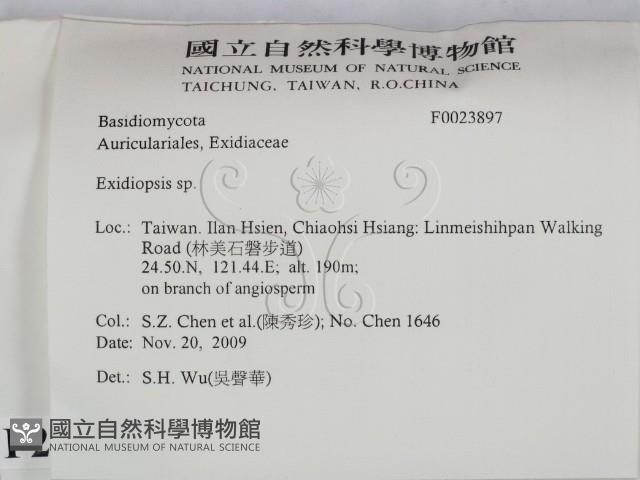 國立自然科學博物館
NATIONAL MUSEUM OF NATURAL SCIENCE
TAICHUNG, TAIWAN, R.O.CHINA
Basidiomycota F0023897
Auriculariales, Exidiaceae
Exidiopsis sp.
Loc.: Taiwan. Ilan Hsien, Chiaohsi Hsiang: Linmeishihpan Walking
Road (林美石磐步道)
24.50.N, 121.44.E; alt. 190m;
on branch of angiosperm
Col.: S.Z. Chen et al.(陳秀珍); No. Chen 1646
Date: Nov. 20, 2009
Det.: S.H. Wu(吳聲華)
國立自然科學博物館
NATIONAL MUSEUM OF NATURAL SCIENCE